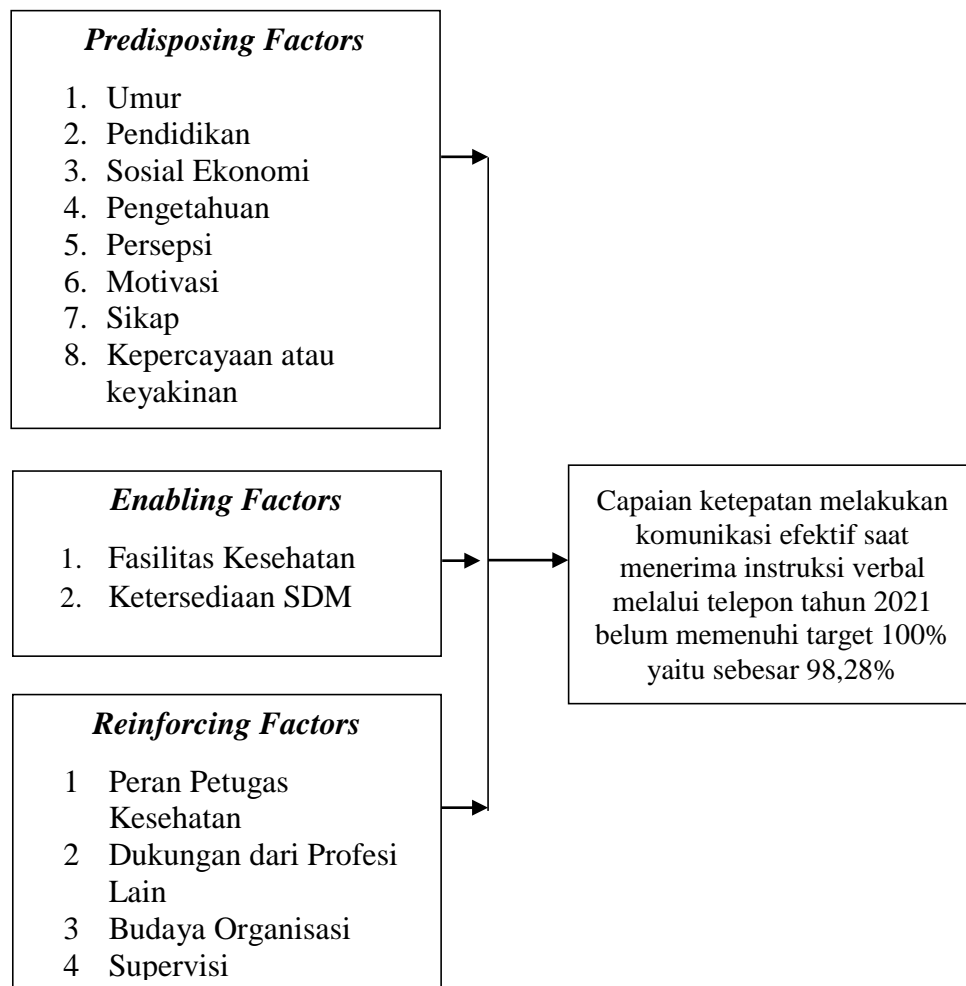 Predisposing Factors
1. Umur
2. Pendidikan
3. Sosial Ekonomi
4. Pengetahuan
5. Persepsi
6. Motivasi
7. Sikap
8. Kepercayaan atau
keyakinan
Enabling Factors
1. Fasilitas Kesehatan
2. Ketersediaan SDM
Reinforcing Factors
1 Peran Petugas
Kesehatan
2 Dukungan dari Profesi
Lain
3 Budaya Organisasi
4 Supervisi
Capaian ketepatan melakukan
komunikasi efektif saat
menerima instruksi verbal
melalui telepon tahun 2021
belum memenuhi target 100%
yaitu sebesar 98,28%